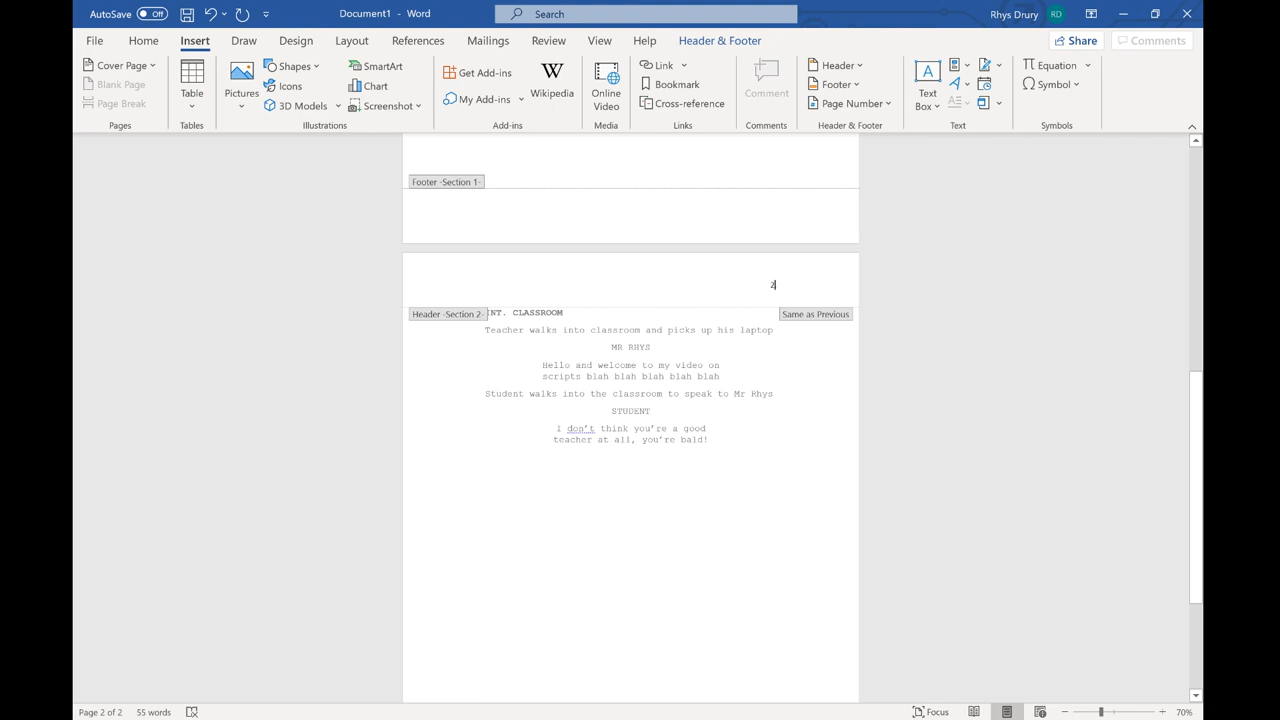 AutoSave Off Document1 - Word Search Rhys Drury RD
File Home Insert Draw Design Layout References Mailings Review View Help Header & Footer Share Comments
Cover Page
Blank Page
Page Break
Pages
Table
Tables
Pictures
Shapes
Icons
3D Models
SmartArt
Chart
Screenshot
Illustrations
Get Add-ins
My Add-ins
Wikipedia
Add-ins
Online
Video
Media
Link
Bookmark
Cross-reference
Links
Comment
Comments
Header
Footer
Page Number
Header & Footer
Text
Box
Text
Equation
Symbol
Symbols
Footer -Section 1-
2
Header -Section 2-
INT. CLASSROOM
Same as Previous
Teacher walks into classroom and picks up his laptop
MR RHYS
Hello and welcome to my video on
scripts blah blah blah blah blah
Student walks into the classroom to speak to Mr Rhys
STUDENT
I don't think you're a good
teacher at all, you're bald!
Page 2 of 2 55 words Focus 70%